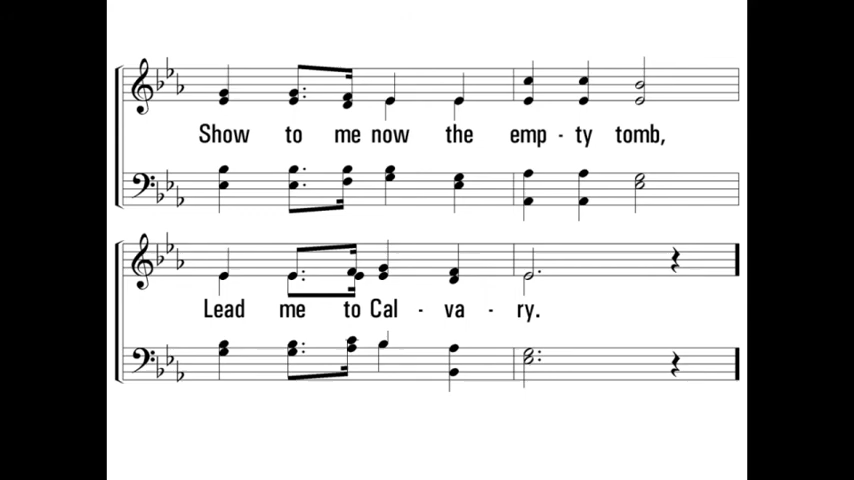 Show to me now the emp - ty tomb,
Lead me to Cal - va - ry.